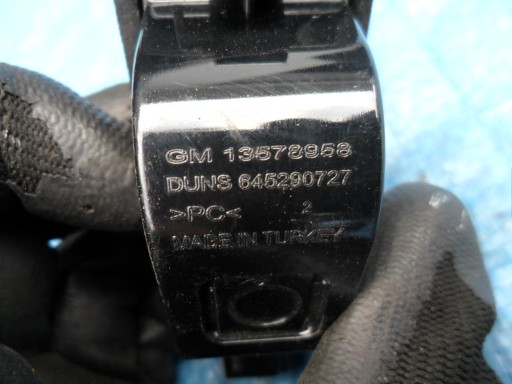 GM 13578958
DUNS 645290727
>PC< 2
MADE IN TURKEY